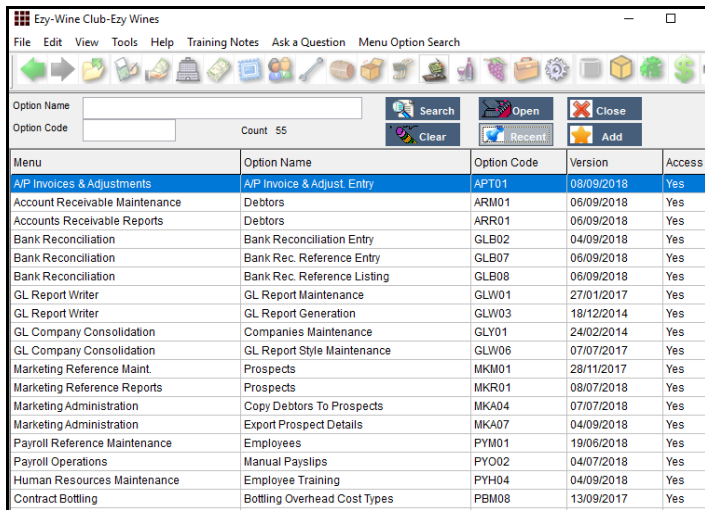 Ezy-Wine Club-Ezy Wines
File Edit View Tools Help Training Notes Ask a Question Menu Option Search
Option Name Search Open Close
Option Code Count 55 Clear Recent Add
Menu Option Name Option Code Version Access
A/P Invoices & Adjustments A/P Invoice & Adjust. Entry APT01 08/09/2018 Yes
Account Receivable Maintenance Debtors ARM01 06/09/2018 Yes
Accounts Receivable Reports Debtors ARR01 06/09/2018 Yes
Bank Reconciliation Bank Reconciliation Entry GLB02 04/09/2018 Yes
Bank Reconciliation Bank Rec. Reference Entry GLB07 06/09/2018 Yes
Bank Reconciliation Bank Rec. Reference Listing GLB08 06/09/2018 Yes
GL Report Writer GL Report Maintenance GLW01 27/01/2017 Yes
GL Report Writer GL Report Generation GLW03 18/12/2014 Yes
GL Company Consolidation Companies Maintenance GLY01 24/02/2014 Yes
GL Company Consolidation GL Report Style Maintenance GLW06 07/07/2017 Yes
Marketing Reference Maint. Prospects MKM01 28/11/2017 Yes
Marketing Reference Reports Prospects MKR01 08/07/2018 Yes
Marketing Administration Copy Debtors To Prospects MKA04 07/07/2018 Yes
Marketing Administration Export Prospect Details MKA07 04/09/2018 Yes
Payroll Reference Maintenance Employees PYM01 19/06/2018 Yes
Payroll Operations Manual Payslips PYO02 04/07/2018 Yes
Human Resources Maintenance Employee Training PYH04 04/09/2018 Yes
Contract Bottling Bottling Overhead Cost Types PBM08 13/09/2017 Yes